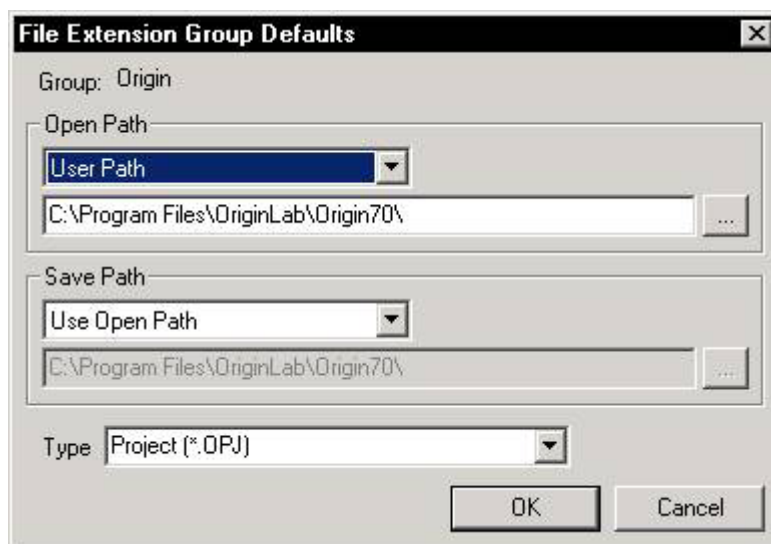 File Extension Group Defaults
Group: Origin
Open Path
User Path
C:\Program Files\OriginLab\Origin70\
...
Save Path
Use Open Path
C:\Program Files\OriginLab\Origin70\
...
Type Project (*.OPJ)
OK Cancel